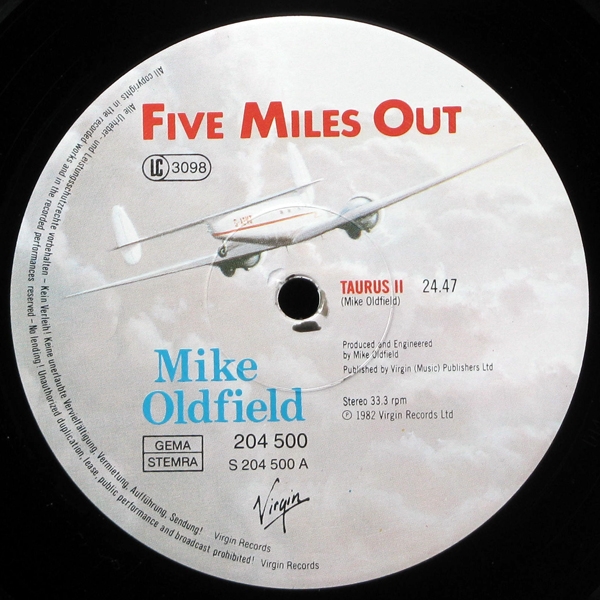 FIVE MILES OUT
LC 3098
TAURUS II 24.47
(Mike Oldfield)
Produced and Engineered
by Mike Oldfield
Published by Virgin (Music) Publishers Ltd
Stereo 33.3 rpm
℗ 1982 Virgin Records Ltd
Mike
Oldfield
GEMA
STEMRA
204 500
S 204 500 A
Virgin
Alle Urheber- und Leistungsschutzrechte vorbehalten – Kein Verleih! Keine unerlaubte Vervielfältigung, Vermietung, Aufführung, Sendung! Virgin Records
All copyrights in the recorded works and in the recorded performances reserved - No lending! Unauthorized duplication, lease, public performance and broadcast prohibited! Virgin Records